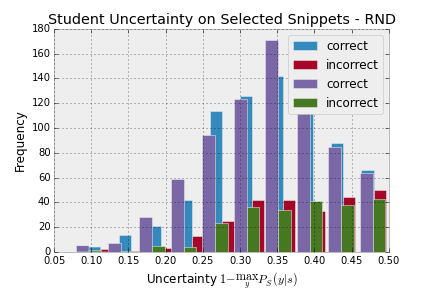 Student Uncertainty on Selected Snippets - RND
180
160
140
120
100
80
60
40
20
0
Frequency
correct
incorrect
correct
incorrect
0.05 0.10 0.15 0.20 0.25 0.30 0.35 0.40 0.45 0.50
Uncertainty 1−max_y P_S(y|s)